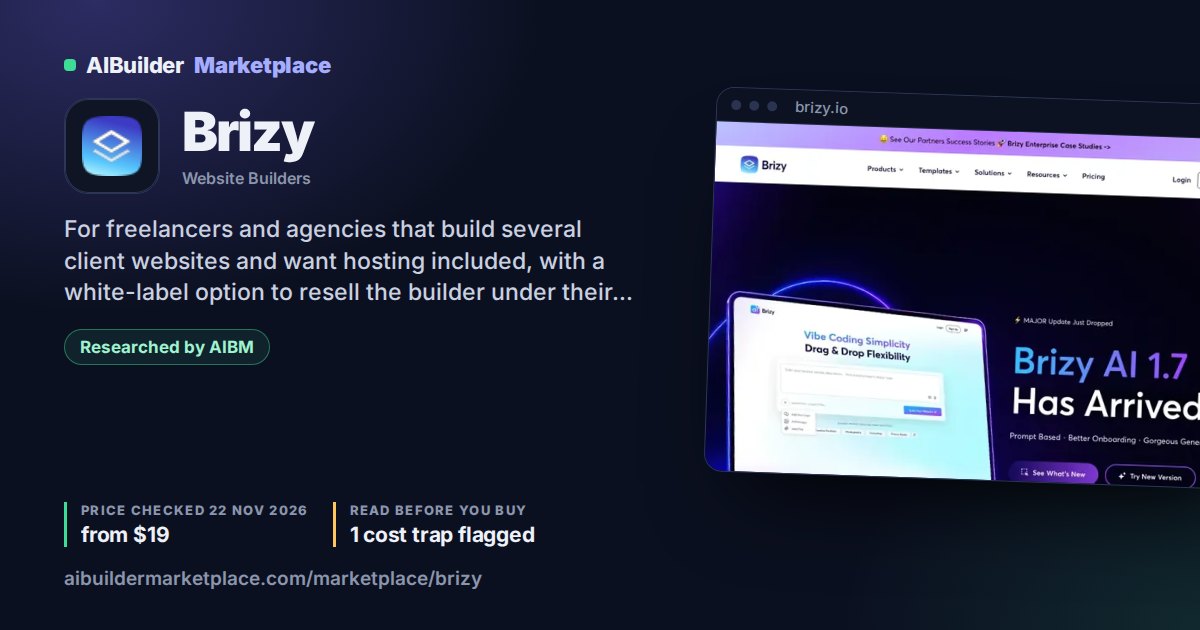 AIBuilder Marketplace
Brizy
Website Builders
For freelancers and agencies that build several
client websites and want hosting included, with a
white-label option to resell the builder under their...
Researched by AIBM
PRICE CHECKED 22 NOV 2026
from $19
READ BEFORE YOU BUY
1 cost trap flagged
aibuildermarketplace.com/marketplace/brizy
brizy.io
See Our Partners Success Stories 🚀 Brizy Enterprise Case Studies ->
Brizy
Products Templates Solutions Resources Pricing
Login
⚡ MAJOR Update Just Dropped
Brizy AI 1.7
Has Arrived
Prompt Based · Better Onboarding · Gorgeous Gene
See What's New
Try New Version
Brizy
Vibe Coding Simplicity
Drag & Drop Flexibility